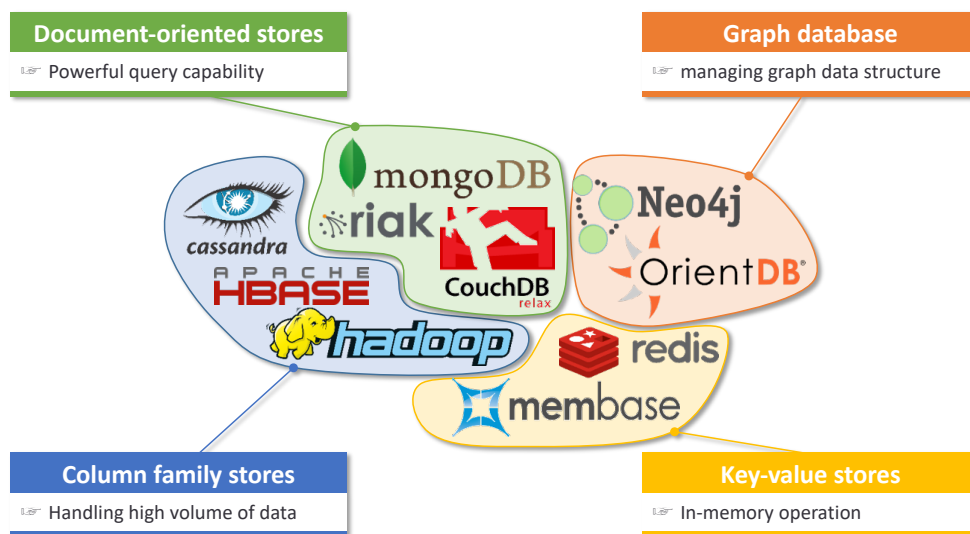 Document-oriented stores
☞ Powerful query capability
Graph database
☞ managing graph data structure
mongoDB
riak
CouchDB
relax
cassandra
APACHE
HBASE
hadoop
Neo4j
OrientDB®
redis
membase
Column family stores
☞ Handling high volume of data
Key-value stores
☞ In-memory operation